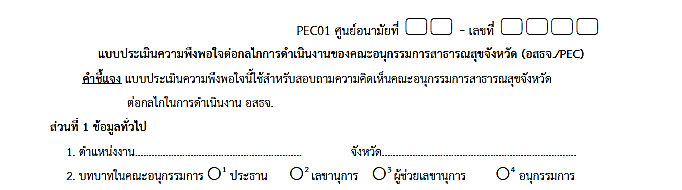 PEC01 ศูนย์อนามัยที่ - เลขที่
แบบประเมินความพึงพอใจต่อกลไกการดำเนินงานของคณะอนุกรรมการสาธารณสุขจังหวัด (อสธจ./PEC)
คำชี้แจง แบบประเมินความพึงพอใจนี้ใช้สำหรับสอบถามความคิดเห็นคณะอนุกรรมการสาธารณสุขจังหวัด
ต่อกลไกในการดำเนินงาน อสธจ.
ส่วนที่ 1 ข้อมูลทั่วไป
1. ตำแหน่งงาน.................................................... จังหวัด............................................................
2. บทบาทในคณะอนุกรรมการ 1 ประธาน 2 เลขานุการ 3 ผู้ช่วยเลขานุการ 4 อนุกรรมการ